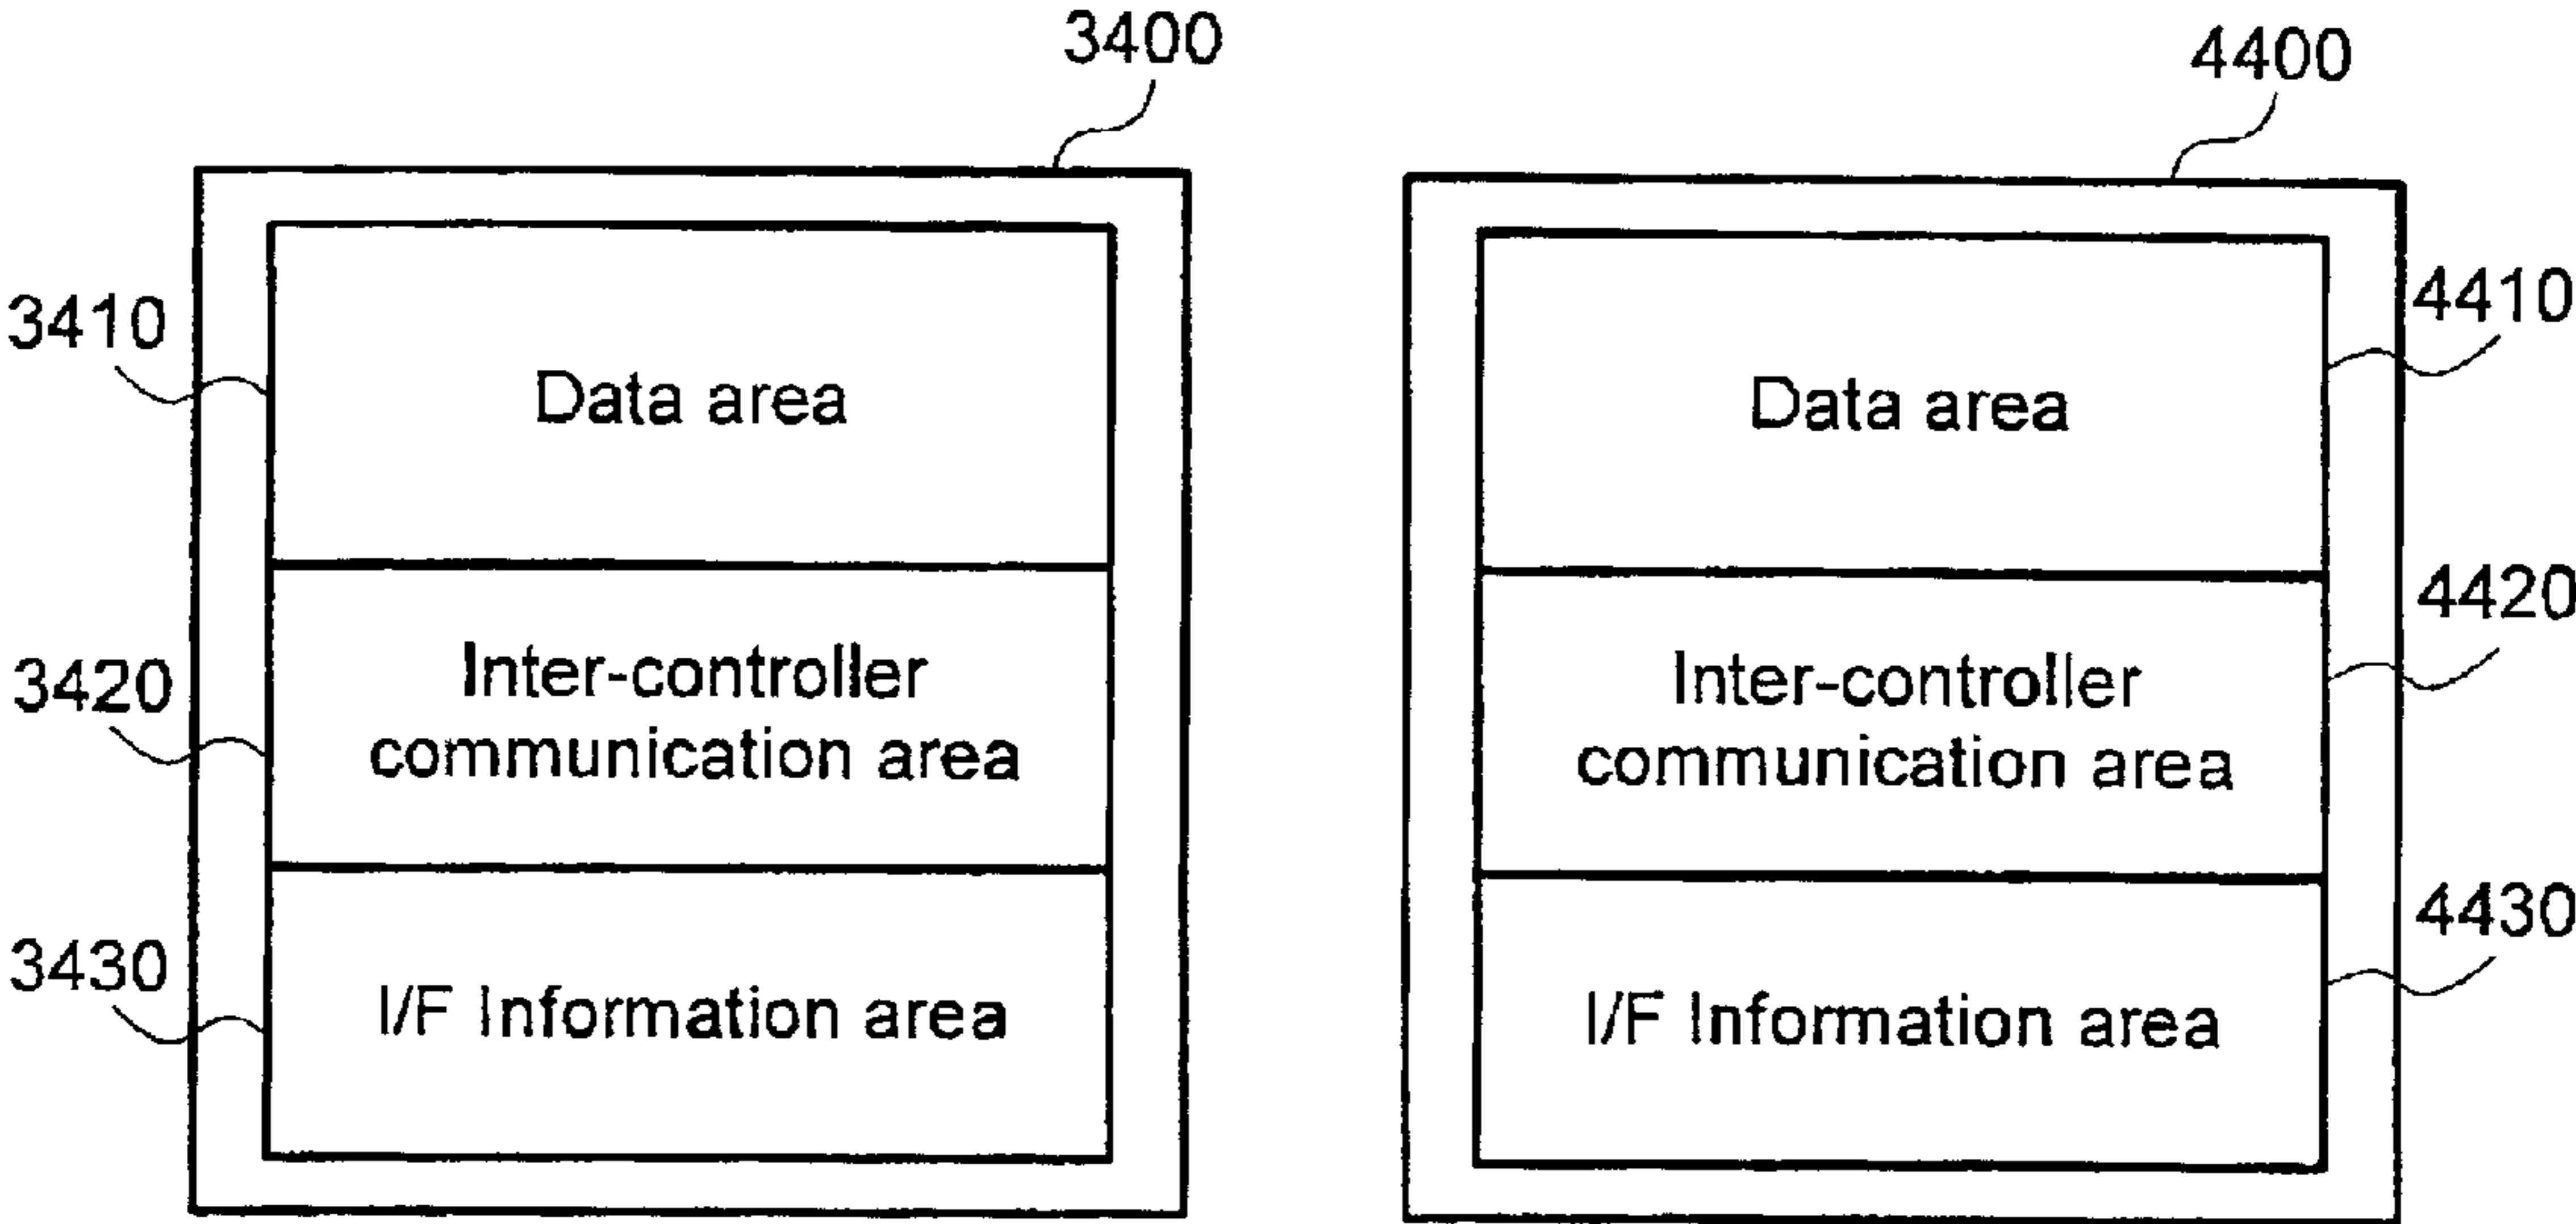 3400
3410
Data area
3420
Inter-controller
communication area
3430
I/F Information area
4400
4410
Data area
4420
Inter-controller
communication area
4430
I/F Information area